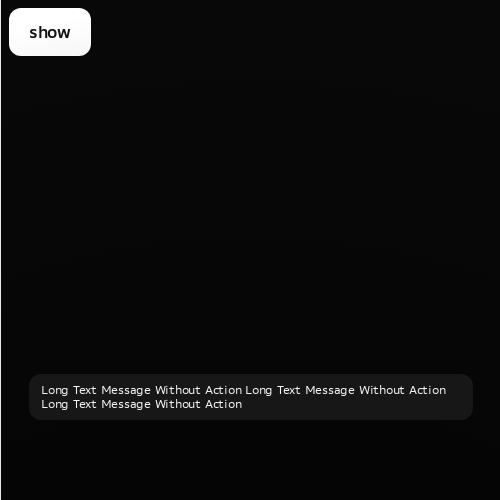 show
Long Text Message Without Action Long Text Message Without Action
Long Text Message Without Action